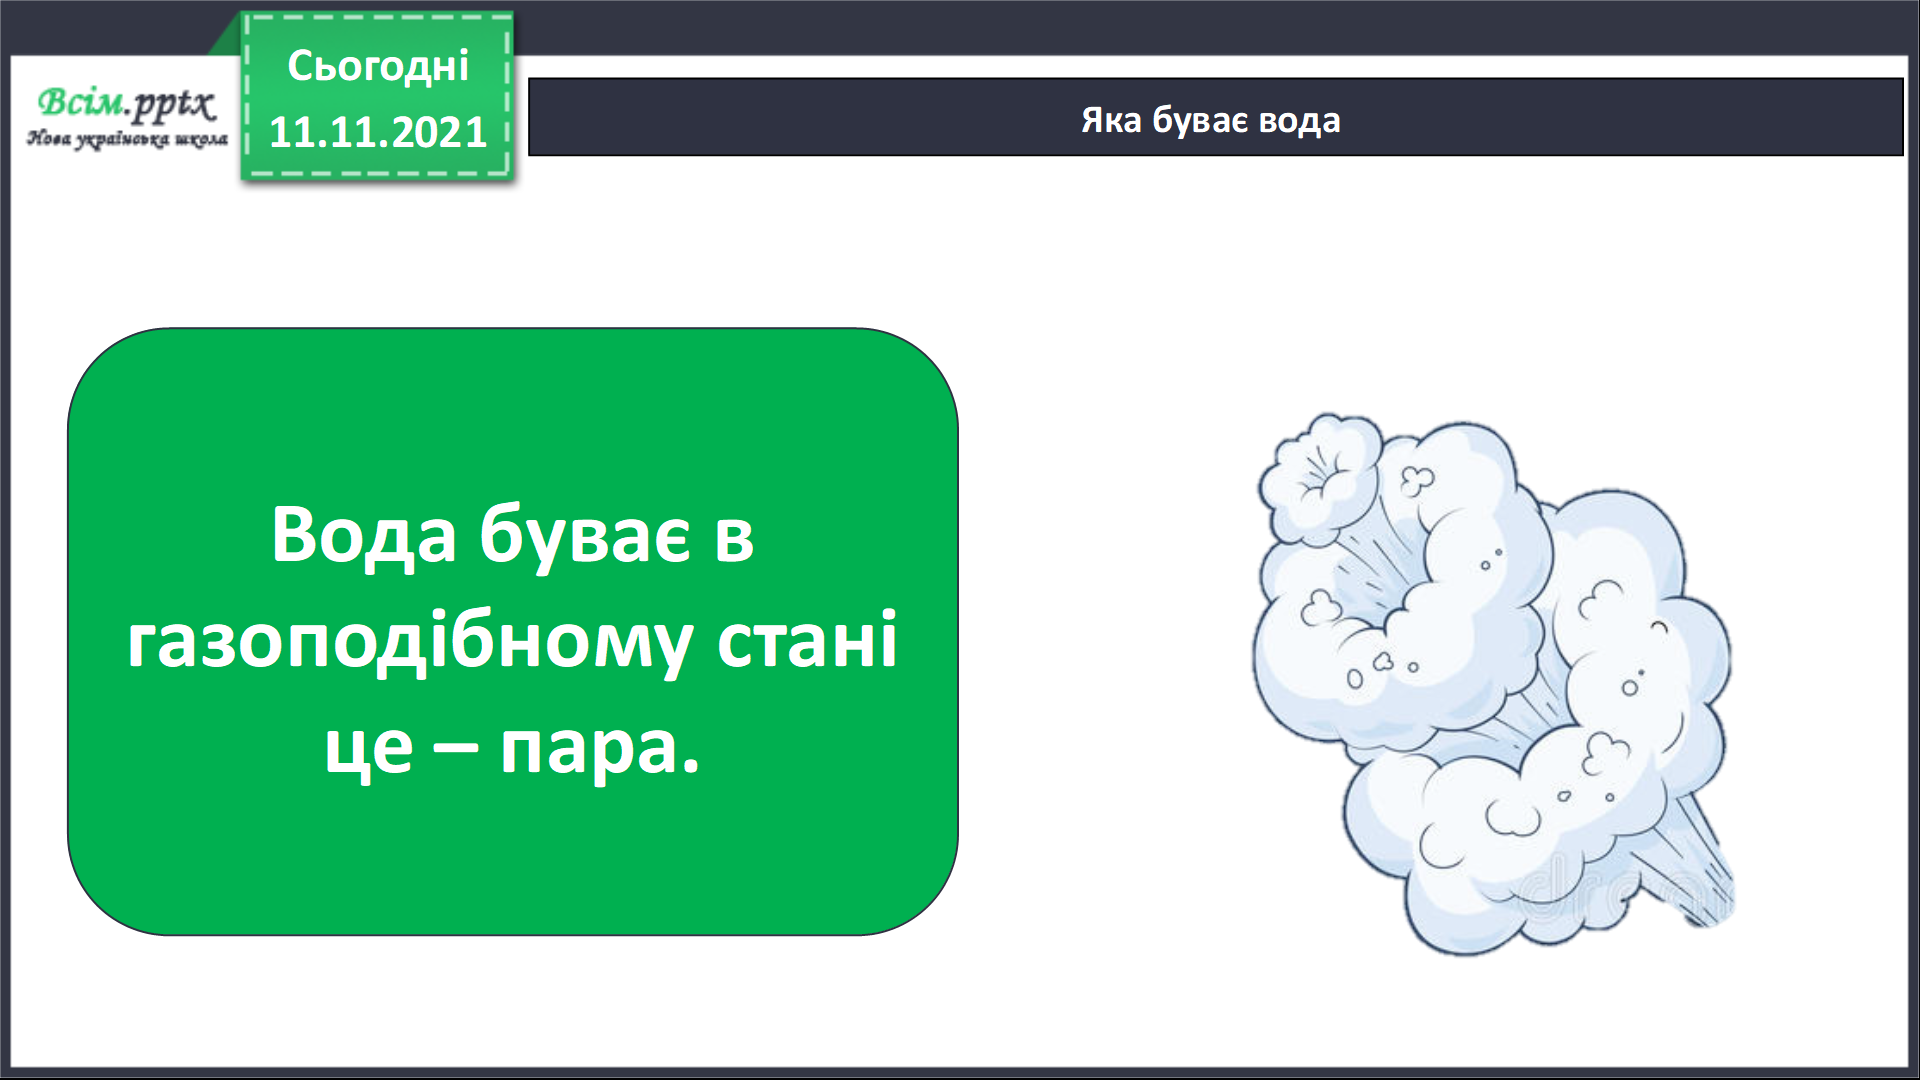 Всім.pptx
Нова українська школа
Сьогодні
11.11.2021
Яка буває вода
Вода буває в
газоподібному стані
це – пара.